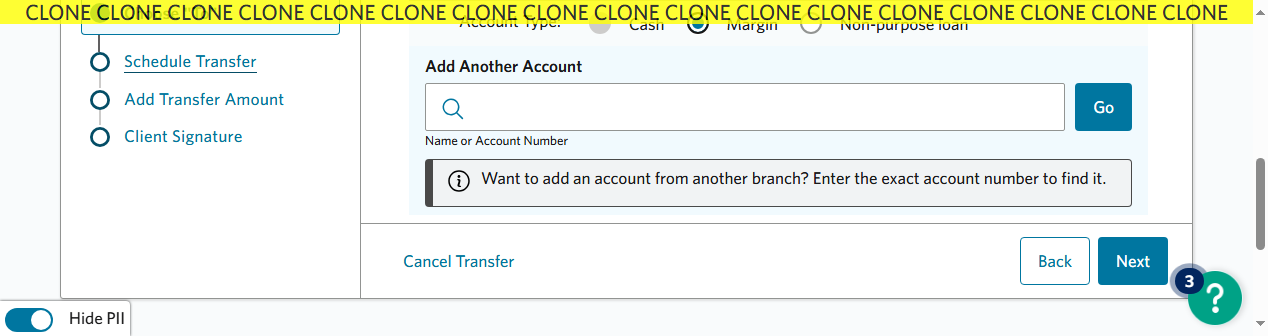 CLONE CLONE CLONE CLONE CLONE CLONE CLONE CLONE CLONE CLONE CLONE CLONE CLONE CLONE CLONE CLONE CLONE
Account Type: Cash Margin Non-purpose loan
Schedule Transfer
Add Transfer Amount
Client Signature
Add Another Account
Go
Name or Account Number
Want to add an account from another branch? Enter the exact account number to find it.
Cancel Transfer
Back
Next
3
?
Hide PII